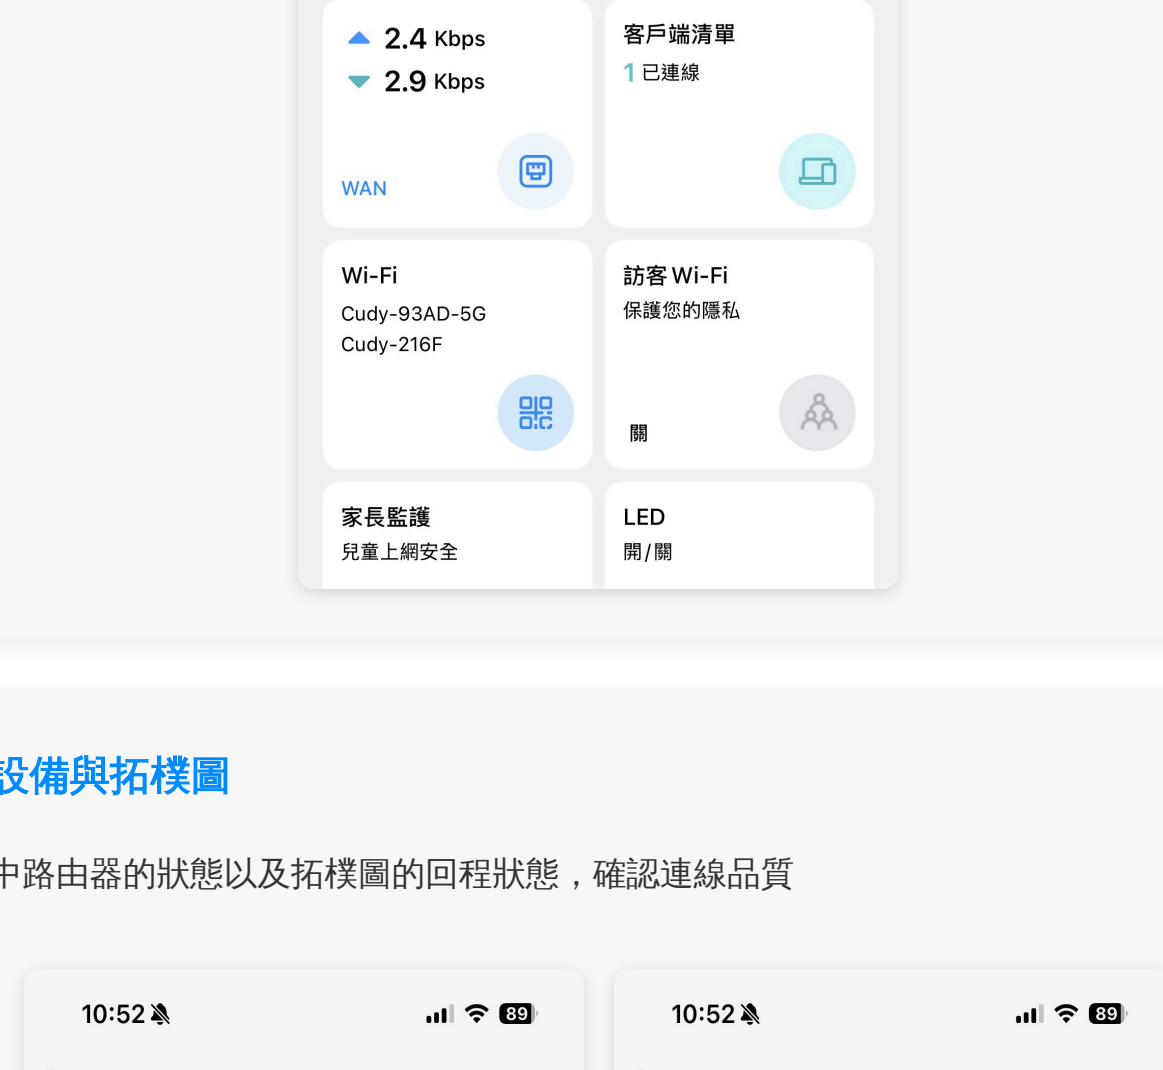 2.4 Kbps
2.9 Kbps
WAN
客戶端清單
1 已連線
Wi-Fi
Cudy-93AD-5G
Cudy-216F
訪客 Wi-Fi
保護您的隱私
關
家長監護
兒童上網安全
LED
開/關
設備與拓樸圖
中路由器的狀態以及拓樸圖的回程狀態，確認連線品質
10:52 89
10:52 89